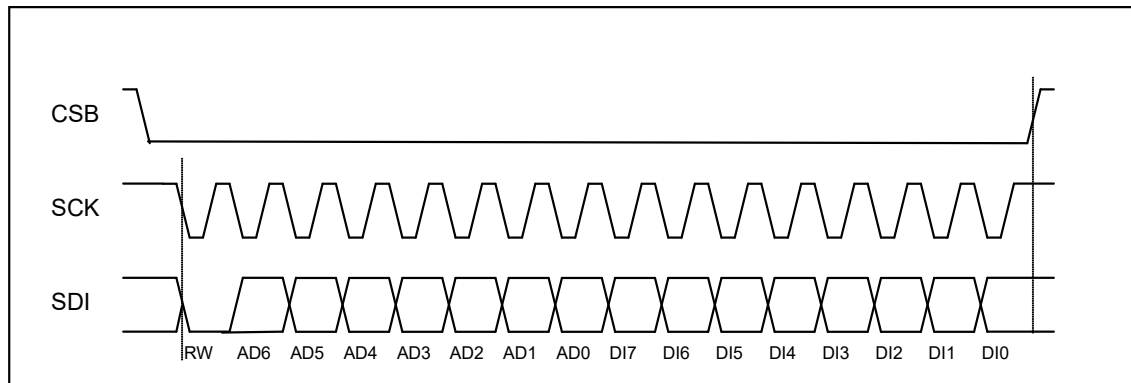 CSB
SCK
SDI
RW AD6 AD5 AD4 AD3 AD2 AD1 AD0 DI7 DI6 DI5 DI4 DI3 DI2 DI1 DI0